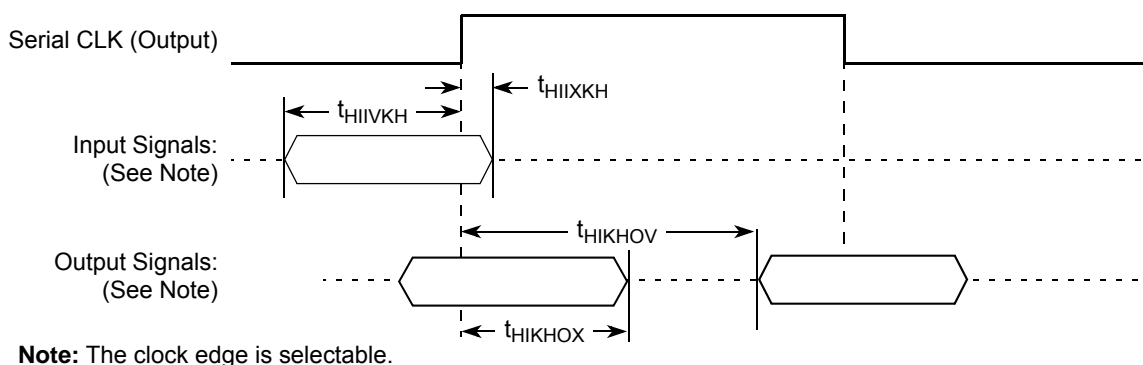 Serial CLK (Output)
tHIIXKH
tHIIVKH
Input Signals:
(See Note)
tHIKHOV
Output Signals:
(See Note)
tHIKHOX
Note: The clock edge is selectable.